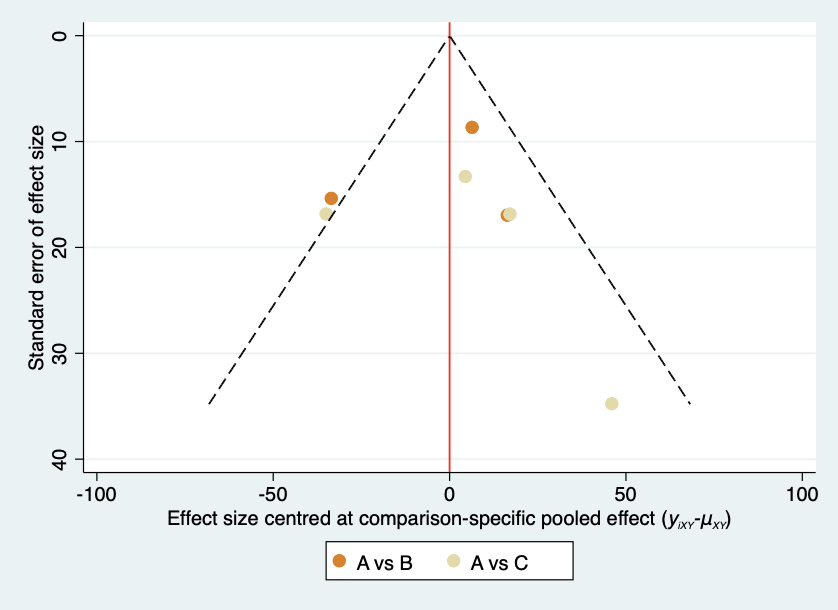 Standard error of effect size
0
10
20
30
40
-100 -50 0 50 100
Effect size centred at comparison-specific pooled effect (yiXY-μXY)
A vs B A vs C